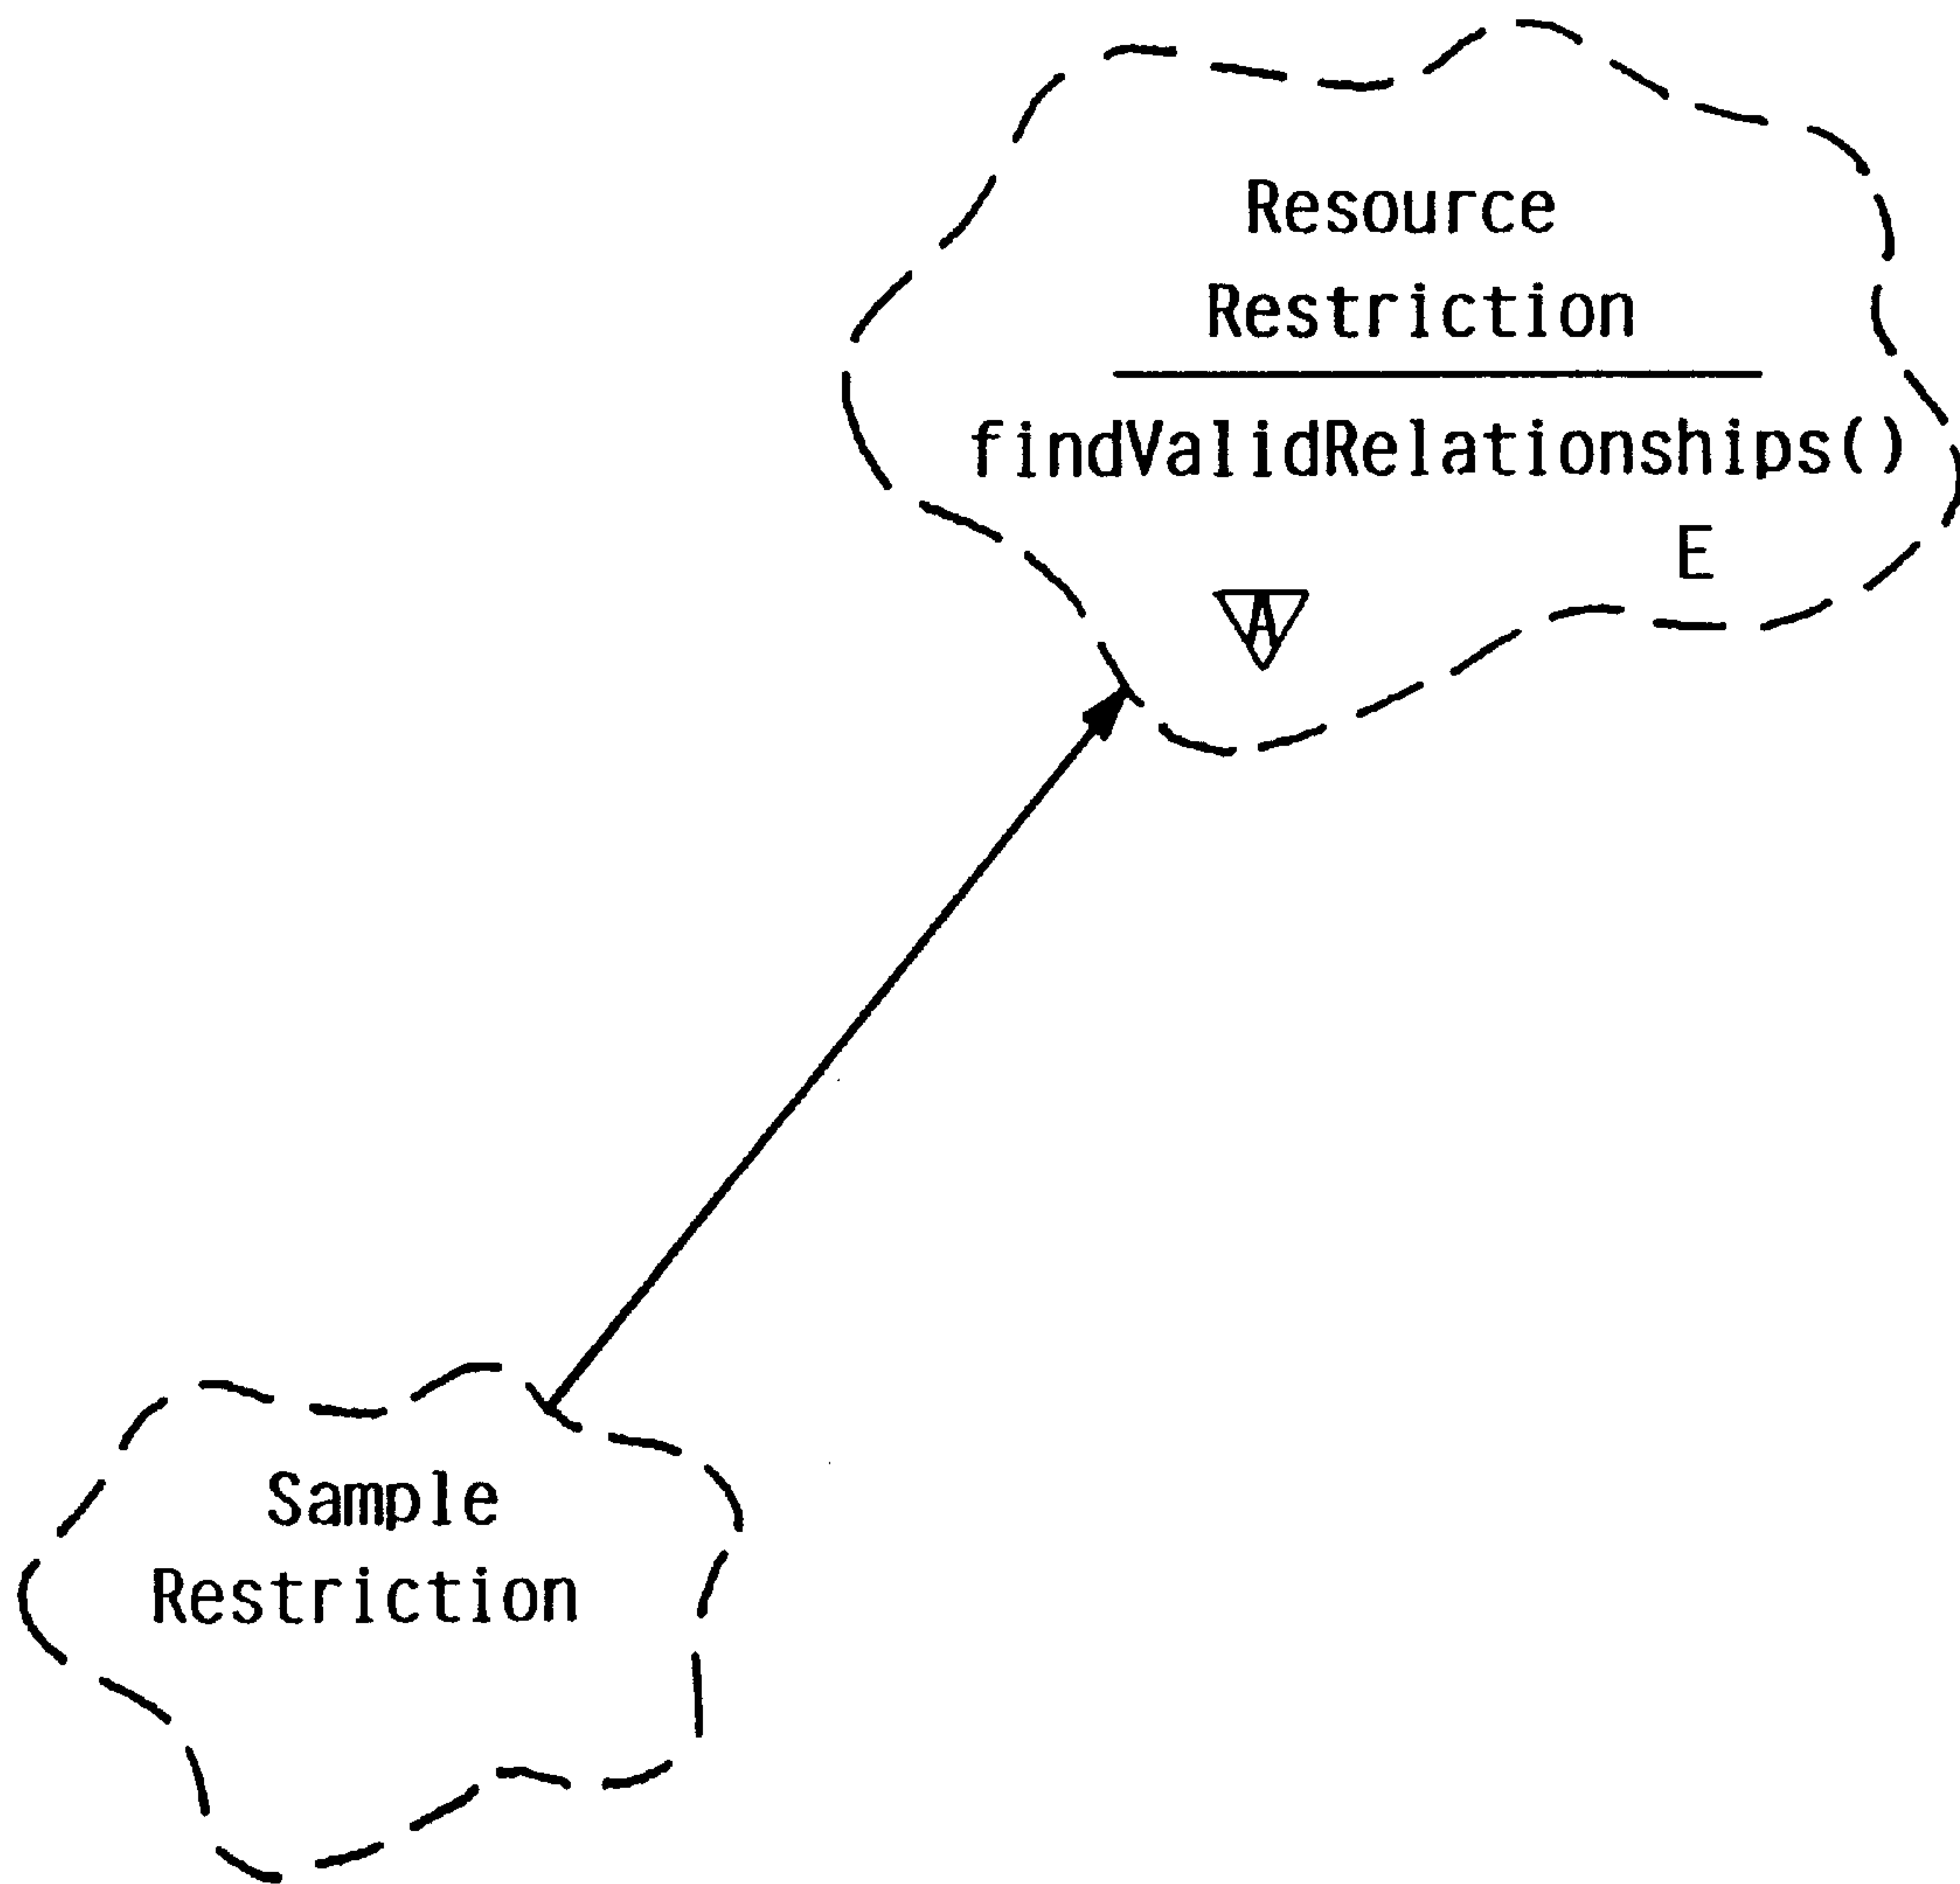 Resource
Restriction
findValidRelationships()
E
A
Sample
Restriction